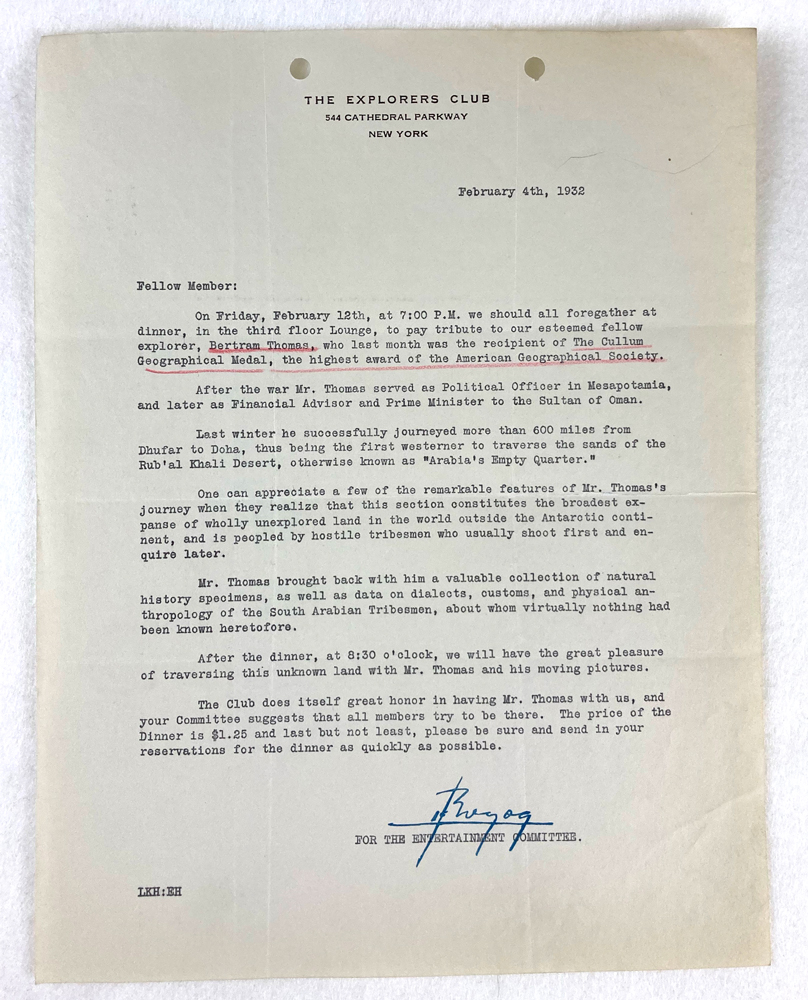 THE EXPLORERS CLUB
544 CATHEDRAL PARKWAY
NEW YORK
February 4th, 1932
Fellow Member:
On Friday, February 12th, at 7:00 P.M. we should all foregather at
dinner, in the third floor Lounge, to pay tribute to our esteemed fellow
explorer, Bertram Thomas, who last month was the recipient of The Cullum
Geographical Medal, the highest award of the American Geographical Society.
After the war Mr. Thomas served as Political Officer in Mesapotamia,
and later as Financial Advisor and Prime Minister to the Sultan of Oman.
Last winter he successfully journeyed more than 600 miles from
Dhufar to Doha, thus being the first westerner to traverse the sands of the
Rub'al Khali Desert, otherwise known as "Arabia's Empty Quarter."
One can appreciate a few of the remarkable features of Mr. Thomas's
journey when they realize that this section constitutes the broadest ex-
panse of wholly unexplored land in the world outside the Antarctic conti-
nent, and is peopled by hostile tribesmen who usually shoot first and en-
quire later.
Mr. Thomas brought back with him a valuable collection of natural
history specimens, as well as data on dialects, customs, and physical an-
thropology of the South Arabian Tribesmen, about whom virtually nothing had
been known heretofore.
After the dinner, at 8:30 o'clock, we will have the great pleasure
of traversing this unknown land with Mr. Thomas and his moving pictures.
The Club does itself great honor in having Mr. Thomas with us, and
your Committee suggests that all members try to be there. The price of the
Dinner is $1.25 and last but not least, please be sure and send in your
reservations for the dinner as quickly as possible.
FOR THE ENTERTAINMENT COMMITTEE.
LKH:EH